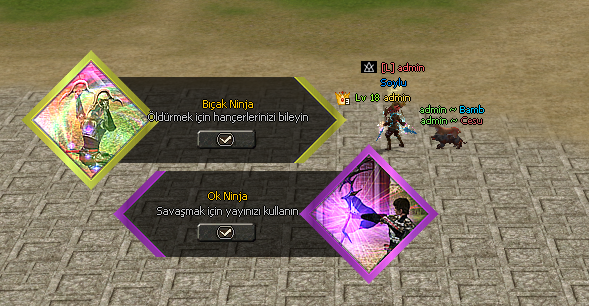 [L] admin
Soylu
Lv 18 admin
admin ~ Bamb
admin ~ Cesu
Bıçak Ninja
Öldürmek için hançerlerinizi bileyin
Ok Ninja
Savaşmak için yayınızı kullanın